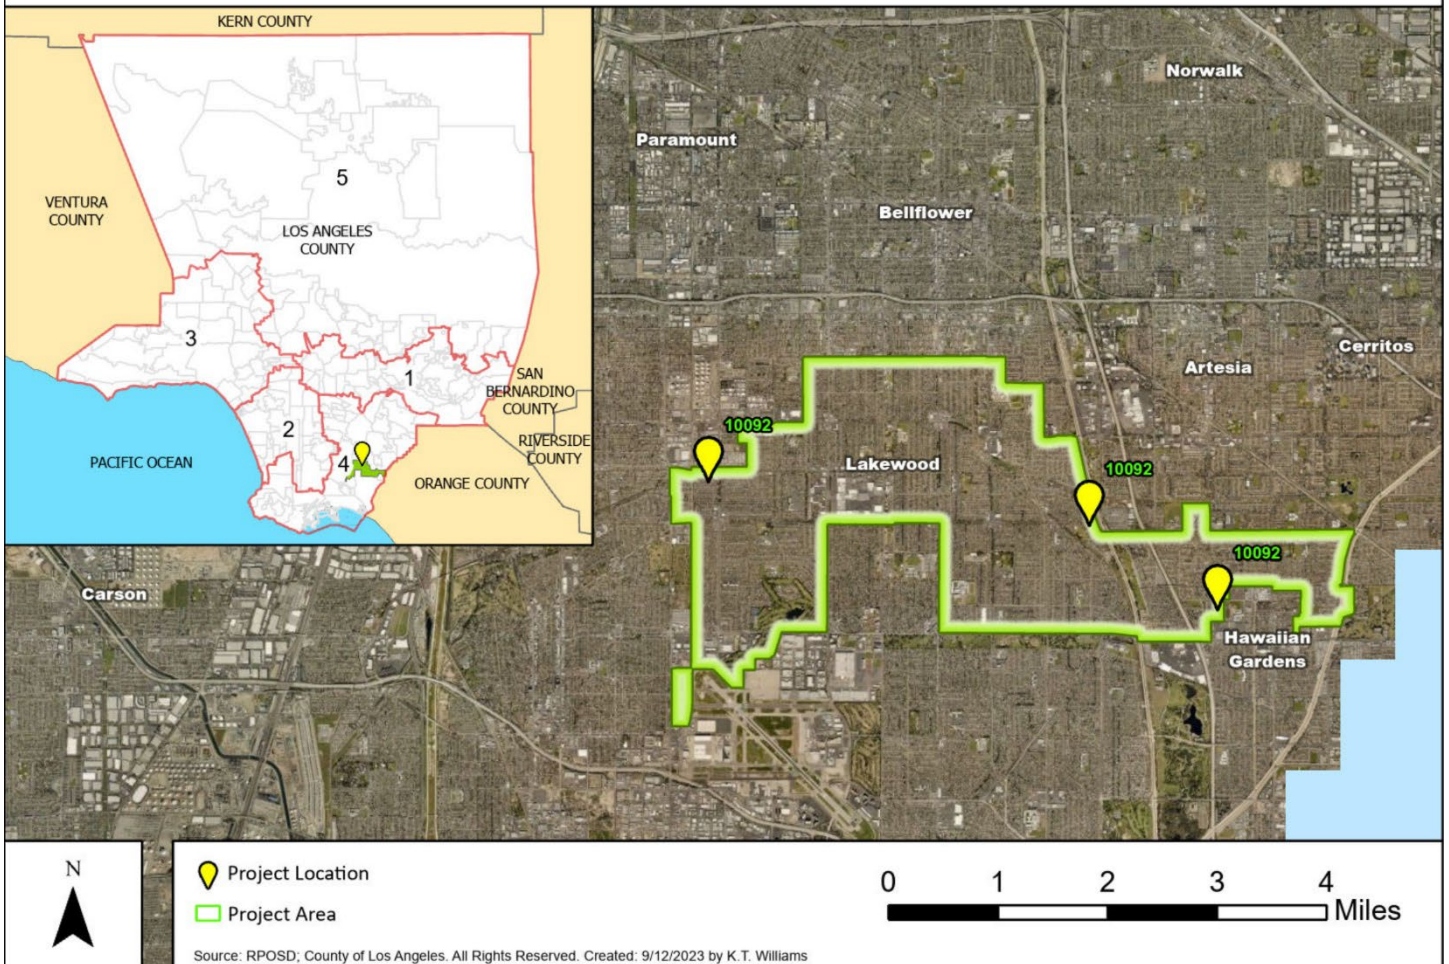 KERN COUNTY
VENTURA
COUNTY
5
LOS ANGELES
COUNTY
3
1
2
4
SAN
BERNARDINO
COUNTY
RIVERSIDE
COUNTY
PACIFIC OCEAN
ORANGE COUNTY
Norwalk
Paramount
Bellflower
Cerritos
Artesia
10092
Lakewood
10092
10092
Carson
Hawaiian
Gardens
N
Project Location
Project Area
0 1 2 3 4
Miles
Source: RPOSD; County of Los Angeles. All Rights Reserved. Created: 9/12/2023 by K.T. Williams